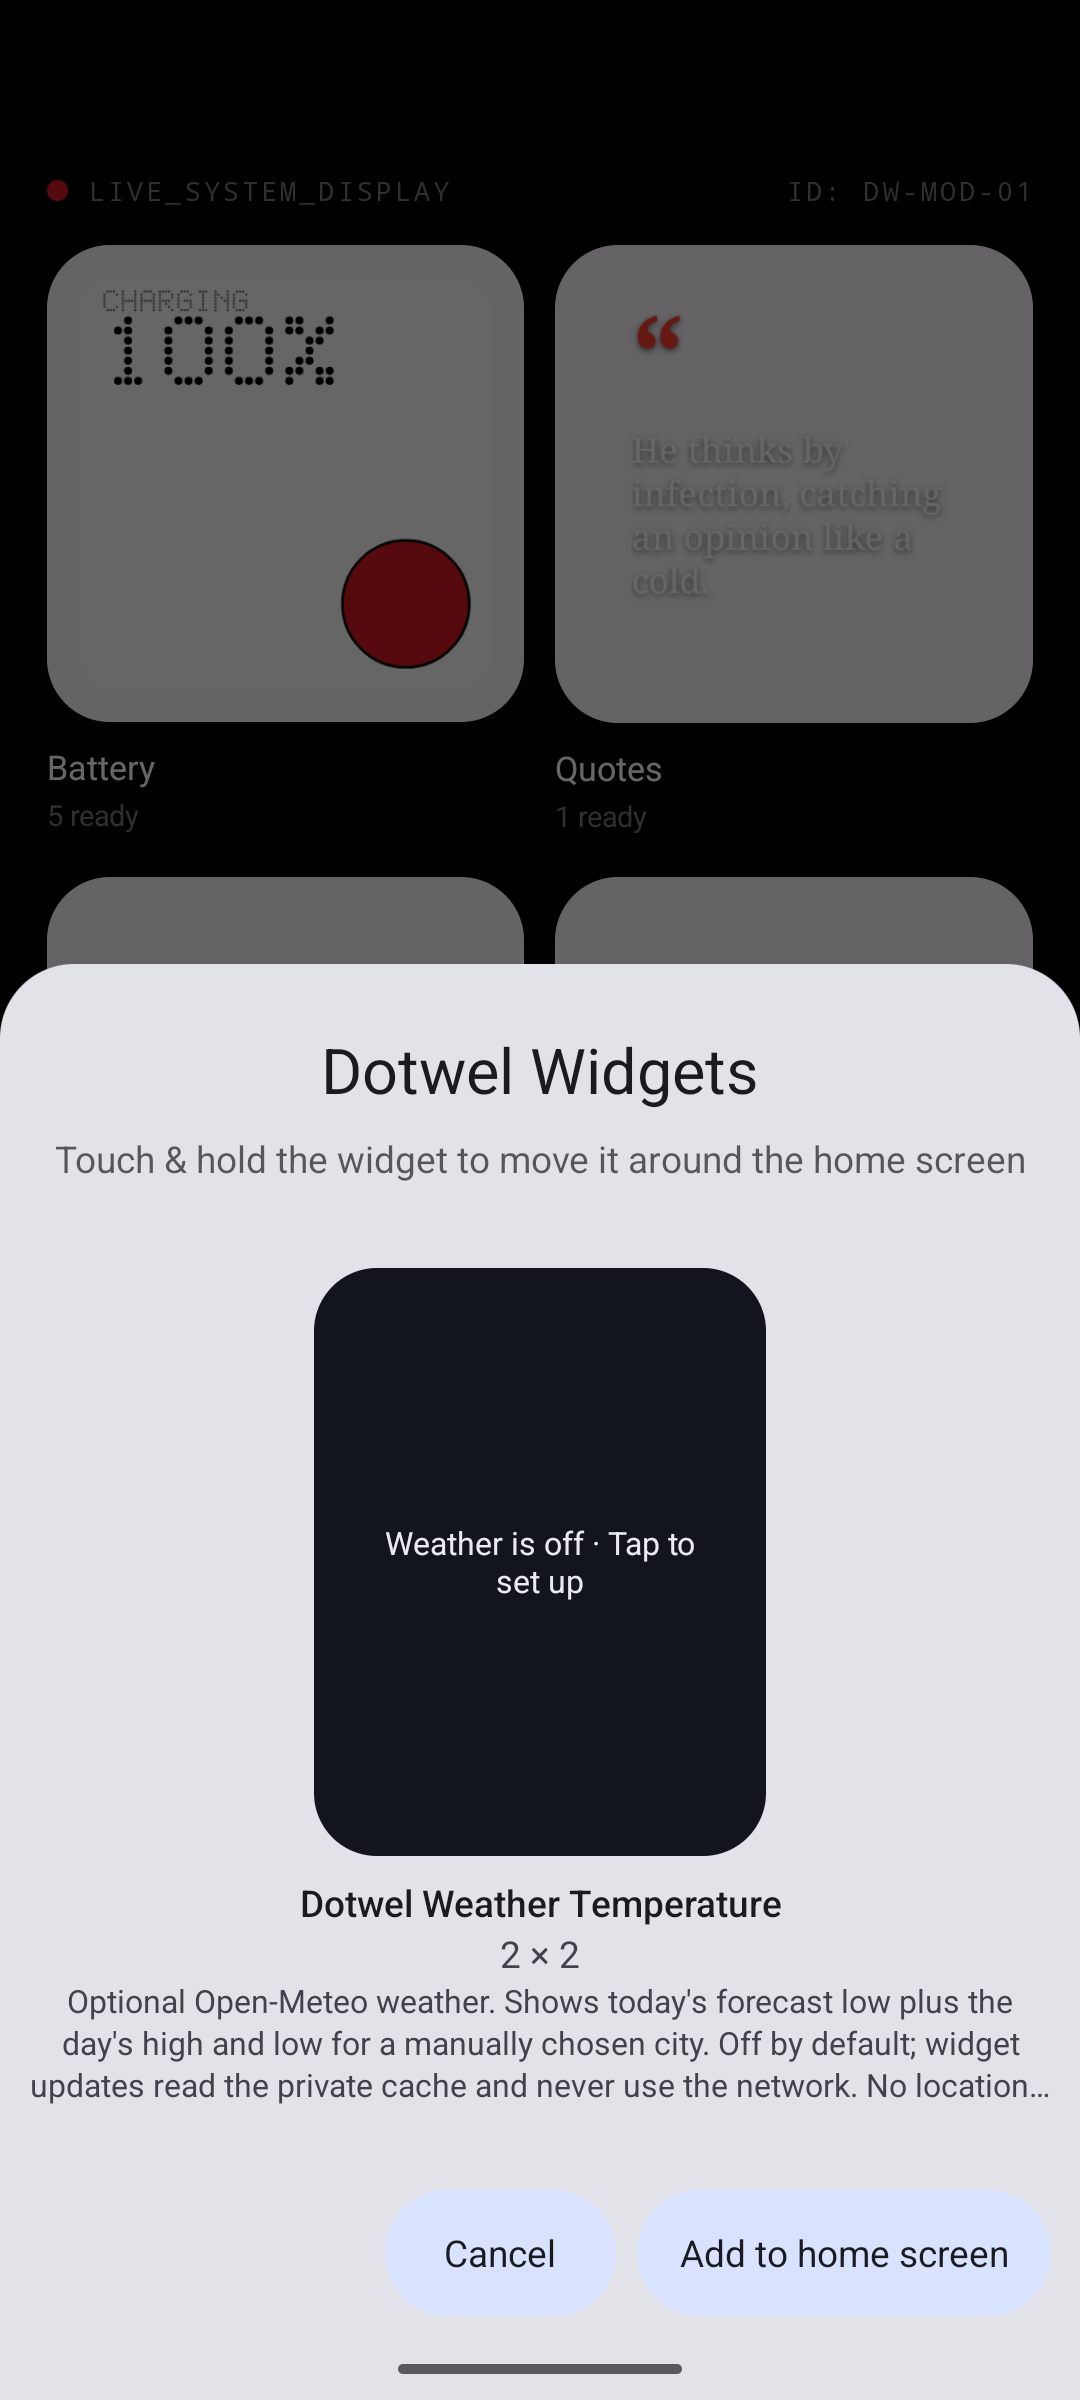 LIVE_SYSTEM_DISPLAY
ID: DW-MOD-01
CHARGING
100%
“
He thinks by
infection, catching
an opinion like a
cold.
Battery
5 ready
Quotes
1 ready
Dotwel Widgets
Touch & hold the widget to move it around the home screen
Weather is off · Tap to
set up
Dotwel Weather Temperature
2 × 2
Optional Open-Meteo weather. Shows today's forecast low plus the
day's high and low for a manually chosen city. Off by default; widget
updates read the private cache and never use the network. No location…
Cancel
Add to home screen